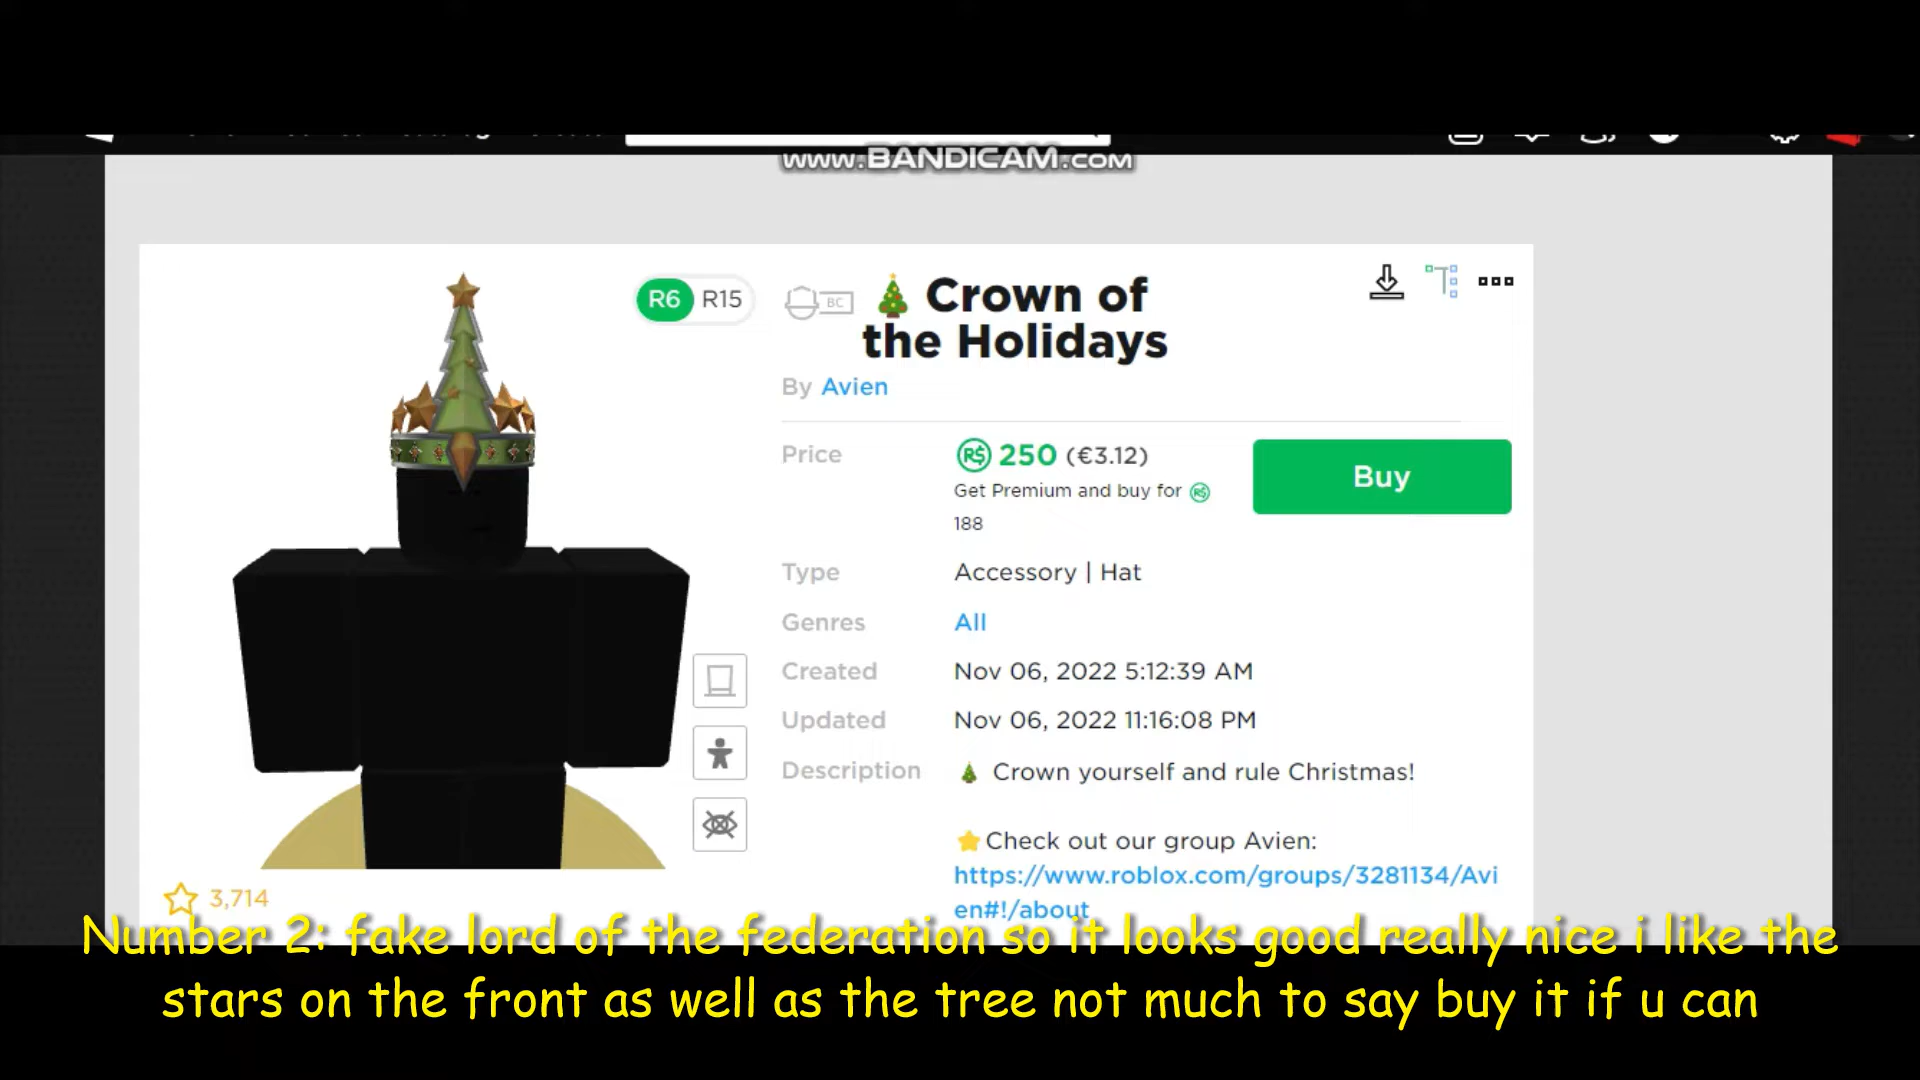 www.BANDICAM.com
R6 R15
BC
🎄 Crown of
the Holidays
By Avien
Price
R$ 250 (€3.12)
Get Premium and buy for R$
188
Buy
Type
Accessory | Hat
Genres
All
Created
Nov 06, 2022 5:12:39 AM
Updated
Nov 06, 2022 11:16:08 PM
Description
🎄 Crown yourself and rule Christmas!
⭐Check out our group Avien:
https://www.roblox.com/groups/3281134/Avi
en#!/about
3,714
Number 2: fake lord of the federation so it looks good really nice i like the
stars on the front as well as the tree not much to say buy it if u can